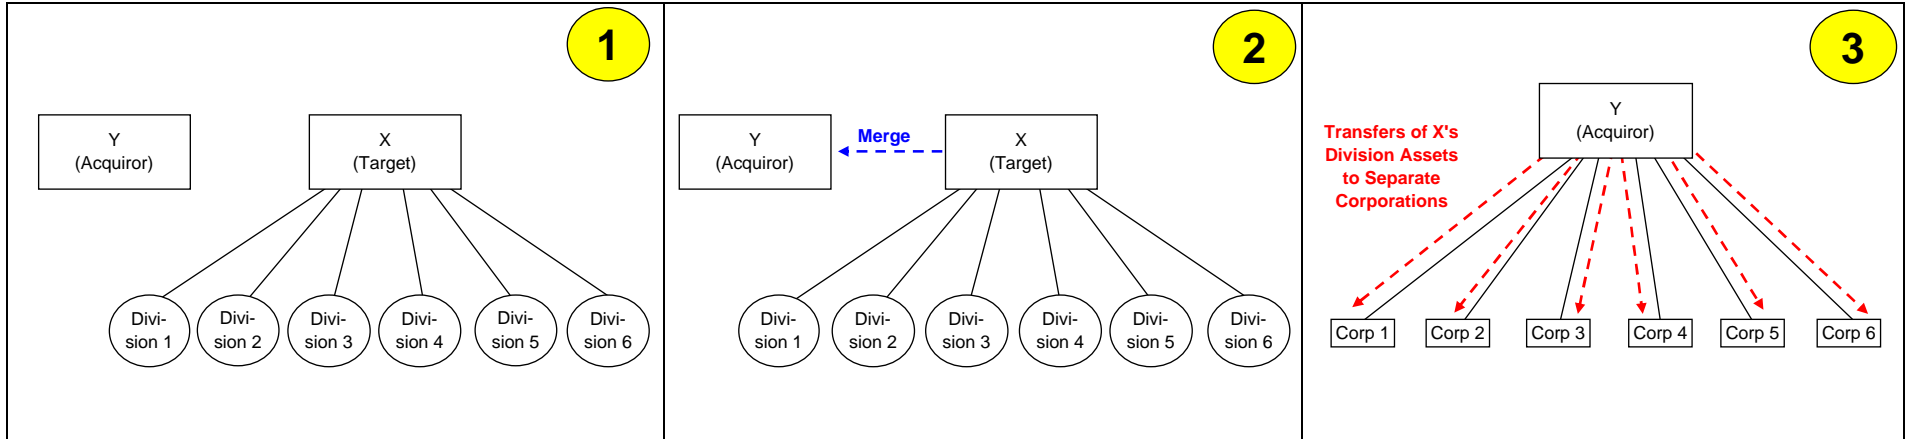 1
Y
(Acquiror)
X
(Target)
Divi-
sion 1
Divi-
sion 2
Divi-
sion 3
Divi-
sion 4
Divi-
sion 5
Divi-
sion 6
2
Y
(Acquiror)
Merge
X
(Target)
Divi-
sion 1
Divi-
sion 2
Divi-
sion 3
Divi-
sion 4
Divi-
sion 5
Divi-
sion 6
3
Y
(Acquiror)
Transfers of X's
Division Assets
to Separate
Corporations
Corp 1
Corp 2
Corp 3
Corp 4
Corp 5
Corp 6